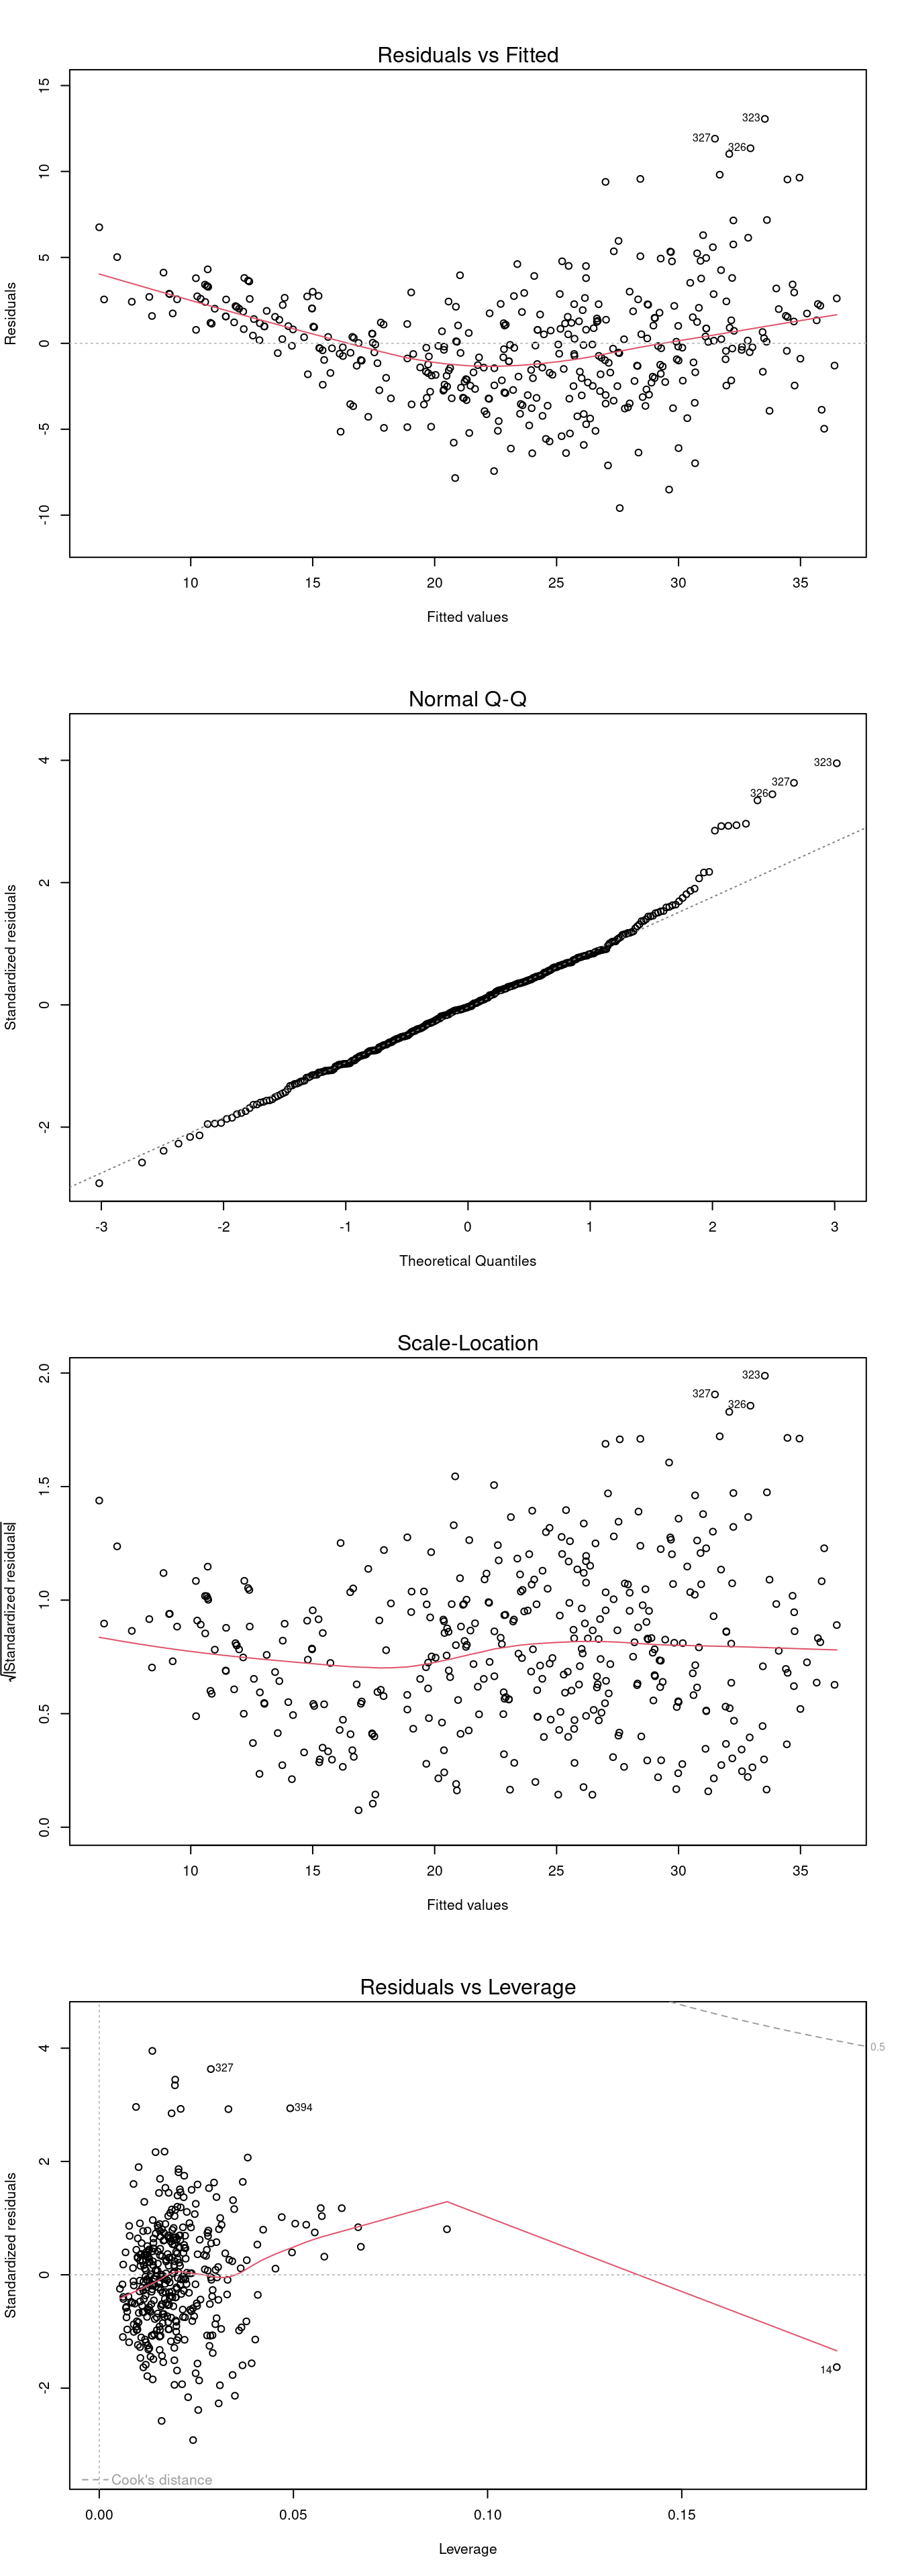 Residuals vs Fitted
15
10
5
0
-5
-10
Residuals
323
327
326
10 15 20 25 30 35
Fitted values
Normal Q-Q
4
2
0
-2
Standardized residuals
323
327
326
-3 -2 -1 0 1 2 3
Theoretical Quantiles
Scale-Location
2.0
1.5
1.0
0.5
0.0
√|Standardized residuals|
323
327
326
10 15 20 25 30 35
Fitted values
Residuals vs Leverage
4
2
0
-2
Standardized residuals
0.5
327
394
14
Cook's distance
0.00 0.05 0.10 0.15
Leverage